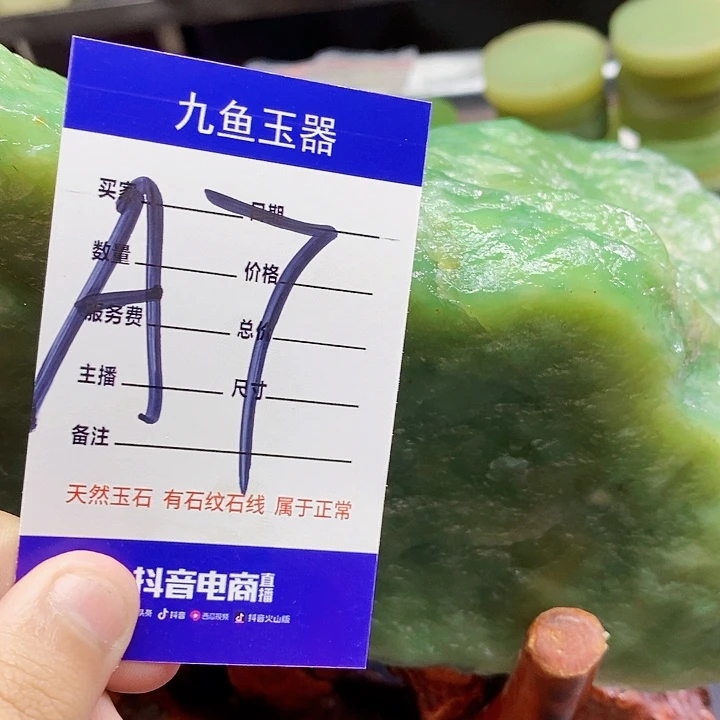 九鱼玉器
A7
买家 日期
数量 价格
服务费 总价
主播 尺寸
备注
天然玉石 有石纹石线 属于正常
抖音电商直播
头条 抖音 西瓜视频 抖音火山版